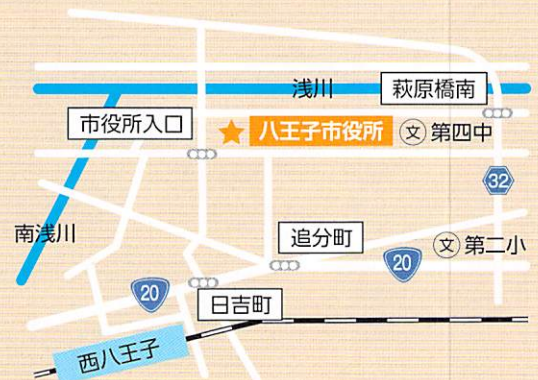 浅川
萩原橋南
市役所入口
八王子市役所
文 第四中
32
南浅川
追分町
文 第二小
20
20
日吉町
西八王子